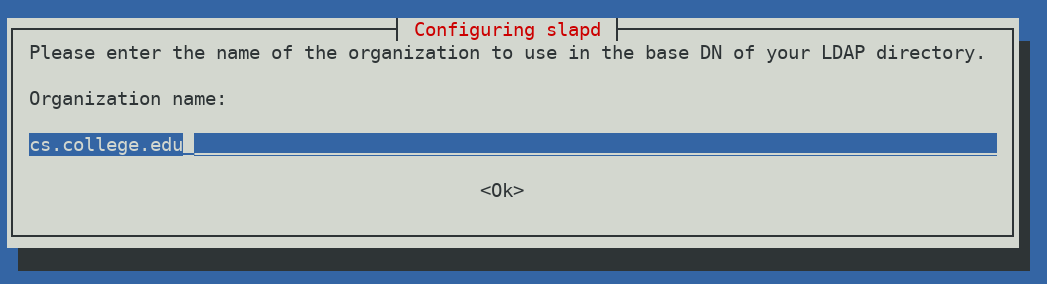 Configuring slapd
Please enter the name of the organization to use in the base DN of your LDAP directory.
Organization name:
cs.college.edu
<Ok>